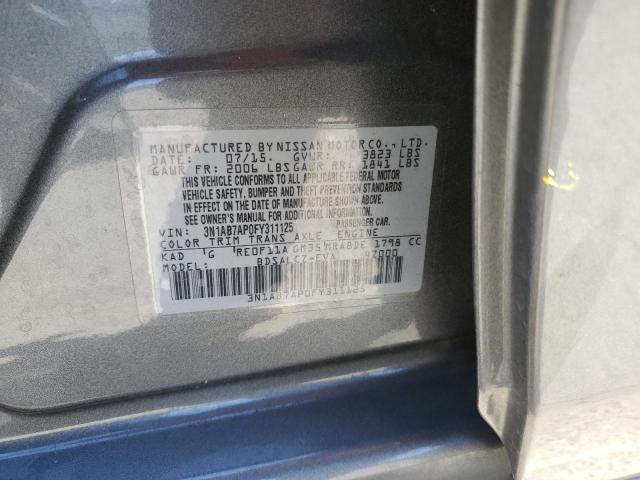 MANUFACTURED BY NISSAN MOTOR CO., LTD.
DATE: 07/15. GVWR: 3823 LBS
GAWR FR: 2006 LBS GAWR RR: 1841 LBS
THIS VEHICLE CONFORMS TO ALL APPLICABLE FEDERAL MOTOR
VEHICLE SAFETY, BUMPER AND THEFT PREVENTION STANDARDS
IN EFFECT ON THE DATE OF MANUFACTURE SHOWN ABOVE.
SEE OWNER'S MANUAL FOR ADDITIONAL INFORMATION.
VIN: 3N1AB7AP0FY311125 PASSENGER CAR.
COLOR TRIM TRANS AXLE ENGINE
KAD G RE0F11A GM35 MRA8DE 1798 CC
MODEL: BDSALCZ-EVA 47000
3N1AB7AP0FY311125